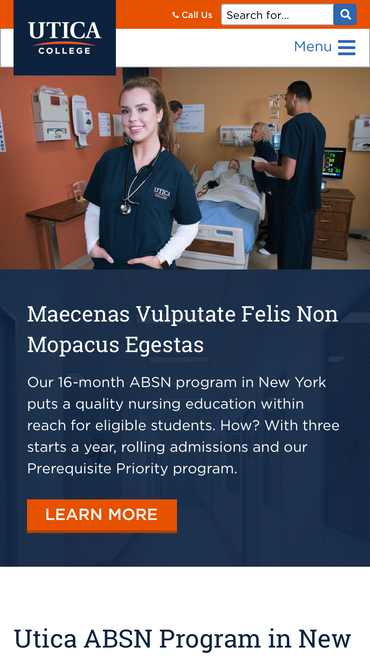 UTICA
COLLEGE
Call Us
Search for...
Menu
UTICA
COLLEGE
Maecenas Vulputate Felis Non
Mopacus Egestas
Our 16-month ABSN program in New York
puts a quality nursing education within
reach for eligible students. How? With three
starts a year, rolling admissions and our
Prerequisite Priority program.
LEARN MORE
Utica ABSN Program in New